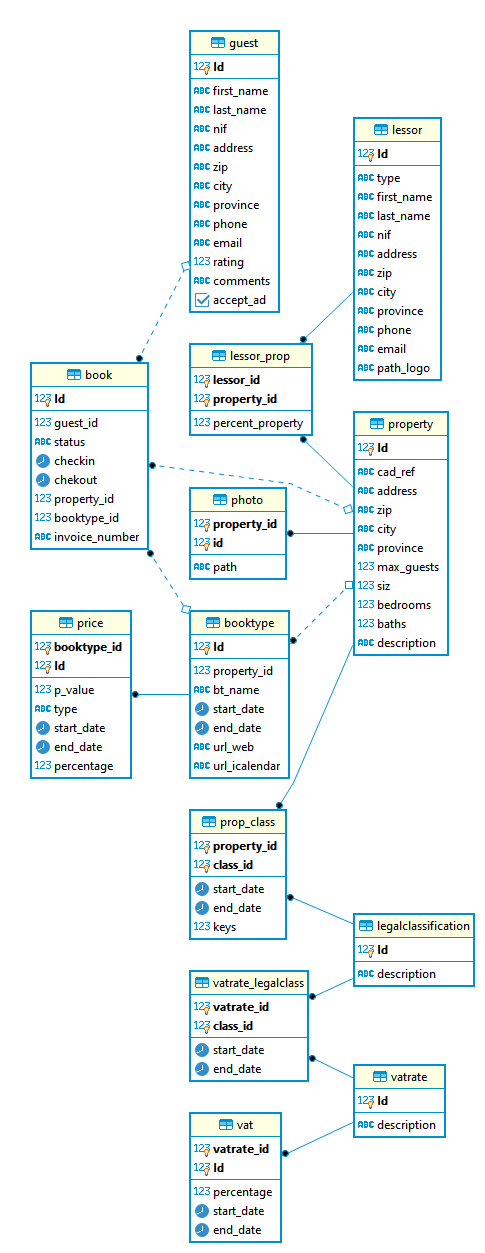 guest
123 Id
ABC first_name
ABC last_name
ABC nif
ABC address
ABC zip
ABC city
ABC province
ABC phone
ABC email
123 rating
ABC comments
accept_ad
lessor
123 Id
ABC type
ABC first_name
ABC last_name
ABC nif
ABC address
ABC zip
ABC city
ABC province
ABC phone
ABC email
ABC path_logo
lessor_prop
123 lessor_id
123 property_id
123 percent_property
book
123 Id
123 guest_id
ABC status
checkin
chekout
123 property_id
123 booktype_id
ABC invoice_number
property
123 Id
ABC cad_ref
ABC address
ABC zip
ABC city
ABC province
123 max_guests
123 siz
123 bedrooms
123 baths
ABC description
photo
123 property_id
123 id
ABC path
price
123 booktype_id
123 Id
123 p_value
ABC type
start_date
end_date
123 percentage
booktype
123 Id
123 property_id
ABC bt_name
start_date
end_date
ABC url_web
ABC url_icalendar
prop_class
123 property_id
123 class_id
start_date
end_date
123 keys
legalclassification
123 Id
ABC description
vatrate_legalclass
123 vatrate_id
123 class_id
start_date
end_date
vatrate
123 Id
ABC description
vat
123 vatrate_id
123 Id
123 percentage
start_date
end_date